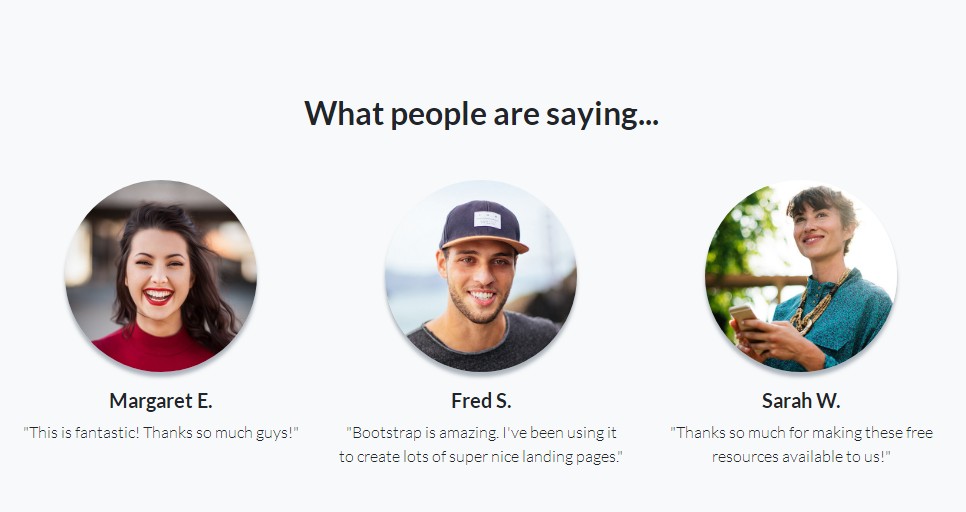 What people are saying...
Margaret E.
"This is fantastic! Thanks so much guys!"
Fred S.
"Bootstrap is amazing. I've been using it
to create lots of super nice landing pages."
Sarah W.
"Thanks so much for making these free
resources available to us!"